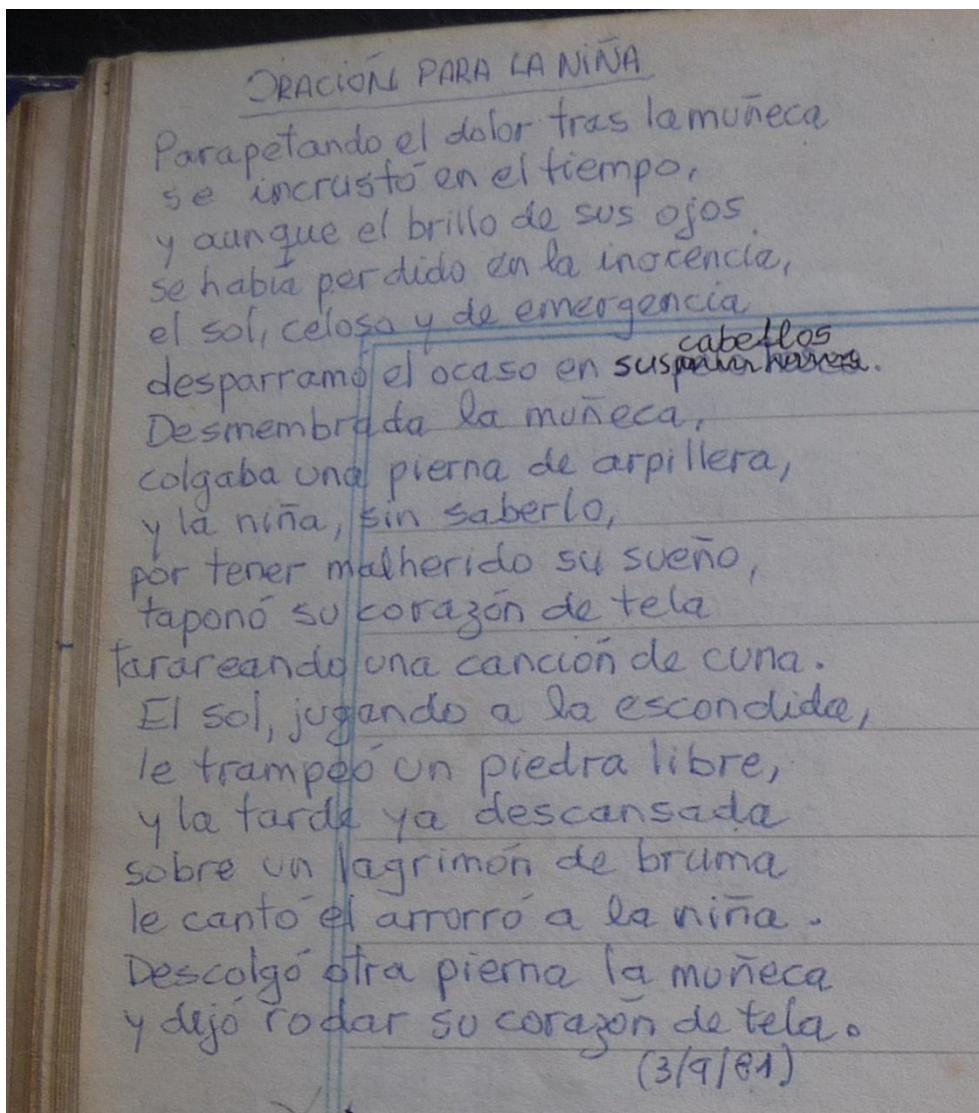 ORACIÓN PARA LA NIÑA
Parapetando el dolor tras la muñeca
se incrustó en el tiempo,
y aunque el brillo de sus ojos
se había perdido en la inocencia,
el sol, celoso y de emergencia
desparramó el ocaso en sus cabellos.
Desmembrada la muñeca,
colgaba una pierna de arpillera,
y la niña, sin saberlo,
por tener malherido su sueño,
taponó su corazón de tela
tarareando una canción de cuna.
El sol, jugando a la escondida,
le trampeó un piedra libre,
y la tarde ya descansada
sobre un lagrimón de bruma
le cantó el arrorró a la niña.
Descolgó otra pierna la muñeca
y dejó rodar su corazón de tela.
(3/9/81)